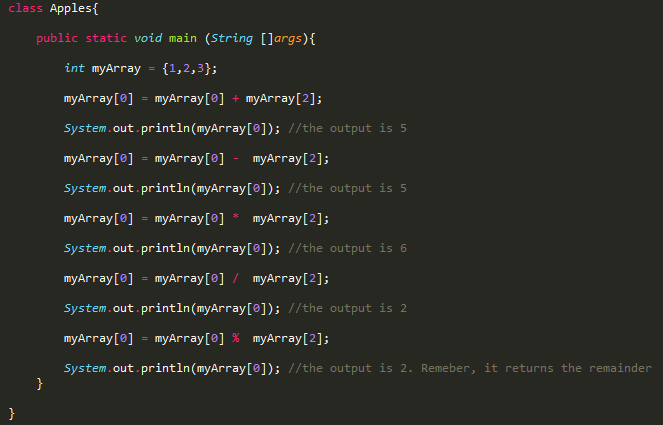 class Apples{
public static void main (String []args){
int myArray = {1,2,3};
myArray[0] = myArray[0] + myArray[2];
System.out.println(myArray[0]); //the output is 5
myArray[0] = myArray[0] -  myArray[2];
System.out.println(myArray[0]); //the output is 5
myArray[0] = myArray[0] *  myArray[2];
System.out.println(myArray[0]); //the output is 6
myArray[0] = myArray[0] /  myArray[2];
System.out.println(myArray[0]); //the output is 2
myArray[0] = myArray[0] %  myArray[2];
System.out.println(myArray[0]); //the output is 2. Remeber, it returns the remainder
}
}